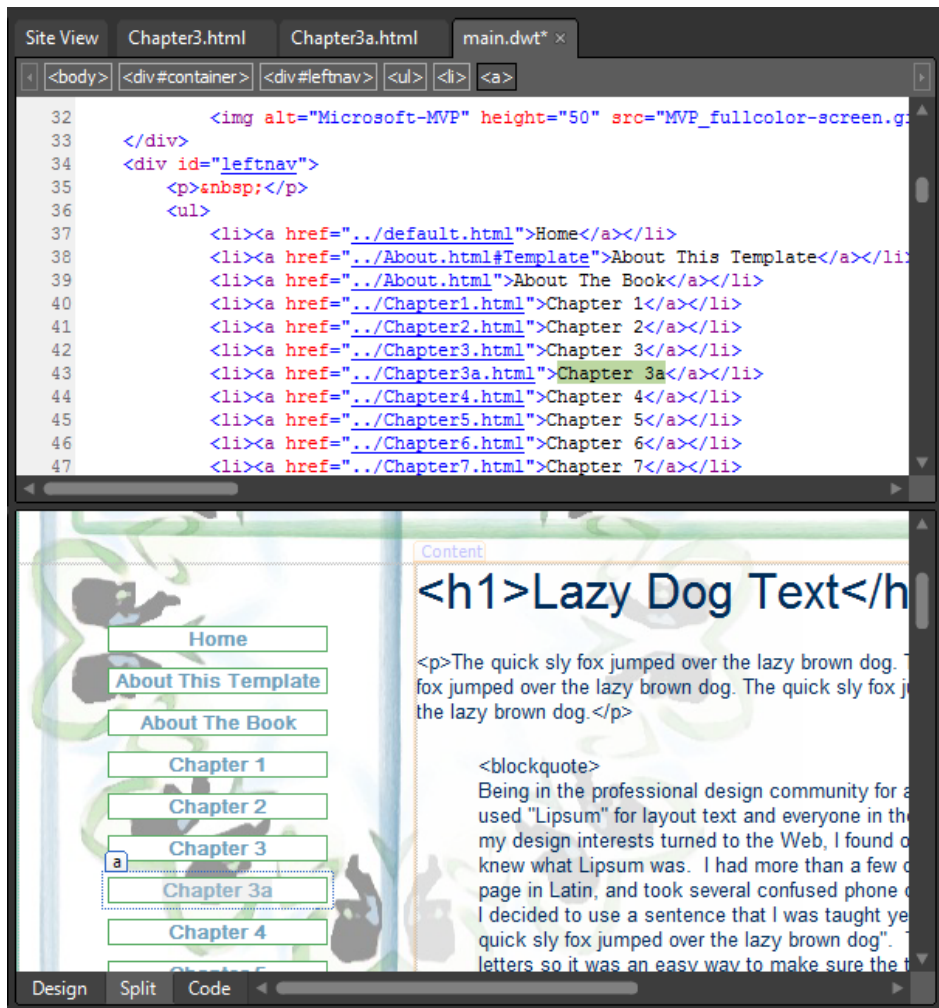 Site View Chapter3.html Chapter3a.html main.dwt* ×
<body> <div#container> <div#leftnav> <ul> <li> <a>
32 <img alt="Microsoft-MVP" height="50" src="MVP_fullcolor-screen.gi
33 </div>
34 <div id="leftnav">
35 <p>&nbsp;</p>
36 <ul>
37 <li><a href="../default.html">Home</a></li>
38 <li><a href="../About.html#Template">About This Template</a></li
39 <li><a href="../About.html">About The Book</a></li>
40 <li><a href="../Chapter1.html">Chapter 1</a></li>
41 <li><a href="../Chapter2.html">Chapter 2</a></li>
42 <li><a href="../Chapter3.html">Chapter 3</a></li>
43 <li><a href="../Chapter3a.html">Chapter 3a</a></li>
44 <li><a href="../Chapter4.html">Chapter 4</a></li>
45 <li><a href="../Chapter5.html">Chapter 5</a></li>
46 <li><a href="../Chapter6.html">Chapter 6</a></li>
47 <li><a href="../Chapter7.html">Chapter 7</a></li>
Home
About This Template
About The Book
Chapter 1
Chapter 2
Chapter 3
a
Chapter 3a
Chapter 4
Chapter 5
Content
<h1>Lazy Dog Text</h
<p>The quick sly fox jumped over the lazy brown dog.
fox jumped over the lazy brown dog. The quick sly fox
the lazy brown dog.</p>
<blockquote>
Being in the professional design community for a
used "Lipsum" for layout text and everyone in the
my design interests turned to the Web, I found
knew what Lipsum was. I had more than a few
page in Latin, and took several confused phone
I decided to use a sentence that I was taught
quick sly fox jumped over the lazy brown dog".
letters so it was an easy way to make sure the
Design Split Code